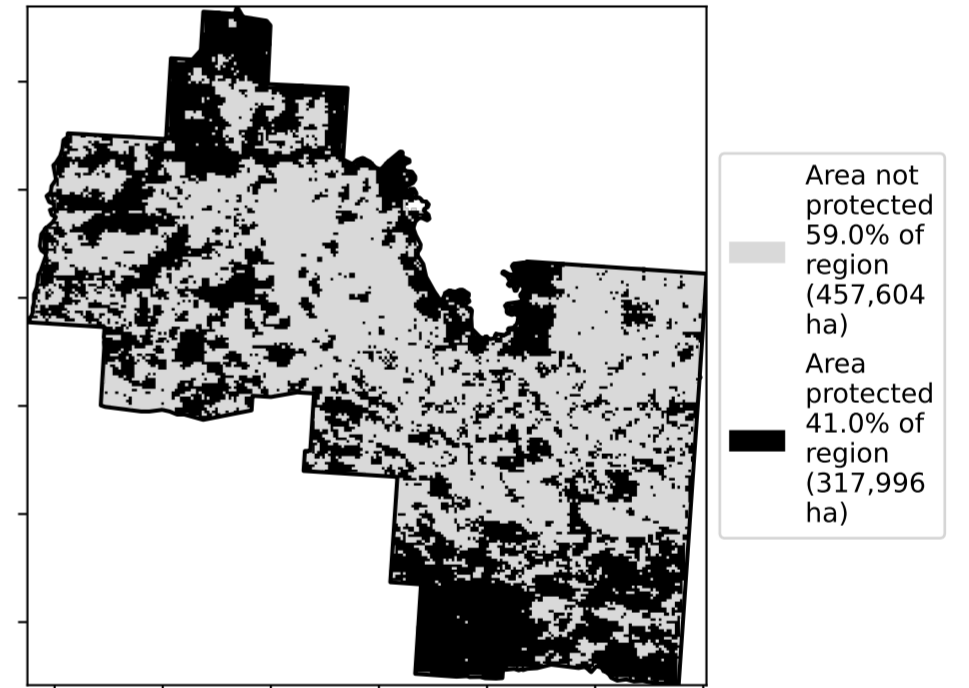 Area not
protected
59.0% of
region
(457,604
ha)
Area
protected
41.0% of
region
(317,996
ha)